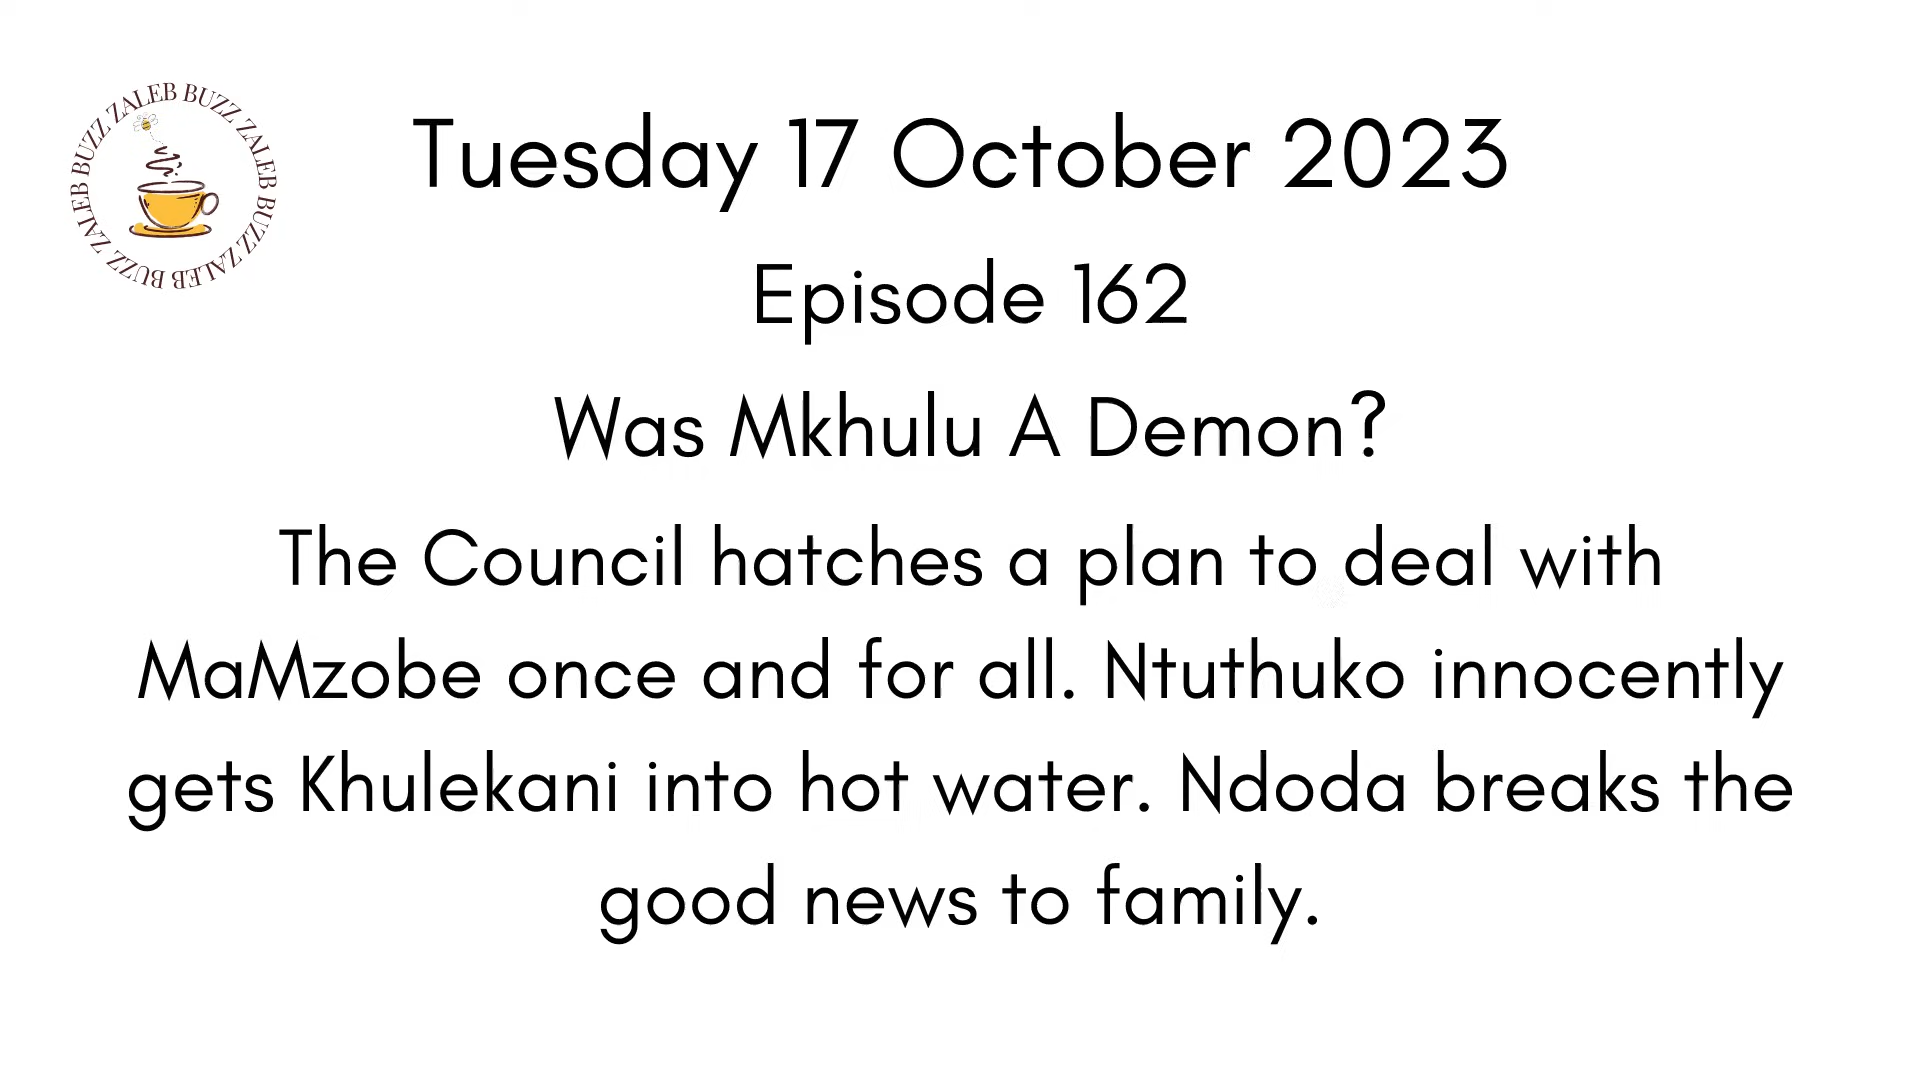 ZALEB BUZZ ZALEB BUZZ ZALEB BUZZ ZALEB BUZZ
Tuesday 17 October 2023
Episode 162
Was Mkhulu A Demon?
The Council hatches a plan to deal with
MaMzobe once and for all. Ntuthuko innocently
gets Khulekani into hot water. Ndoda breaks the
good news to family.